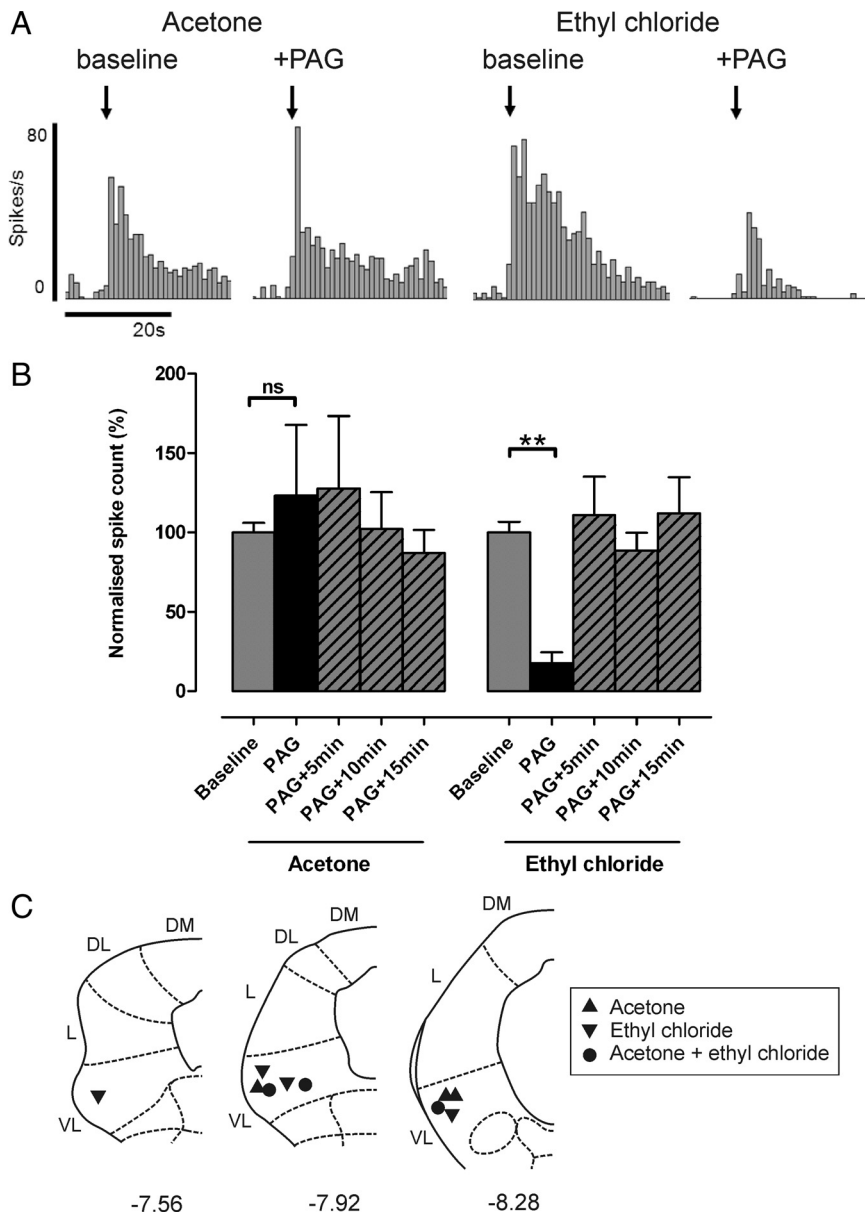 A
Acetone
Ethyl chloride
baseline
+PAG
baseline
+PAG
80
Spikes/s
0
20s
B
200
150
100
50
0
Normalised spike count (%)
ns
**
Baseline
PAG
PAG+5min
PAG+10min
PAG+15min
Baseline
PAG
PAG+5min
PAG+10min
PAG+15min
Acetone
Ethyl chloride
C
DL
DM
L
VL
-7.56
DL
DM
L
VL
-7.92
DM
L
VL
-8.28
Acetone
Ethyl chloride
Acetone + ethyl chloride